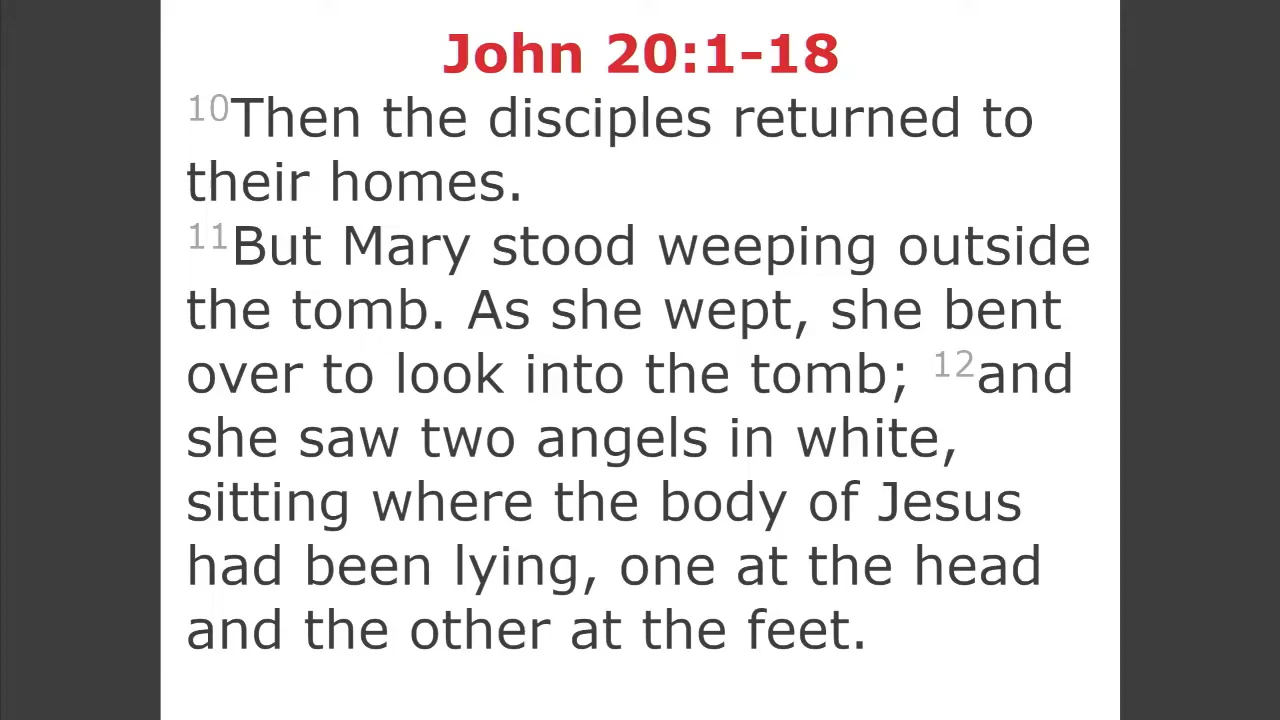 John 20:1-18
10Then the disciples returned to
their homes.
11But Mary stood weeping outside
the tomb. As she wept, she bent
over to look into the tomb; 12and
she saw two angels in white,
sitting where the body of Jesus
had been lying, one at the head
and the other at the feet.